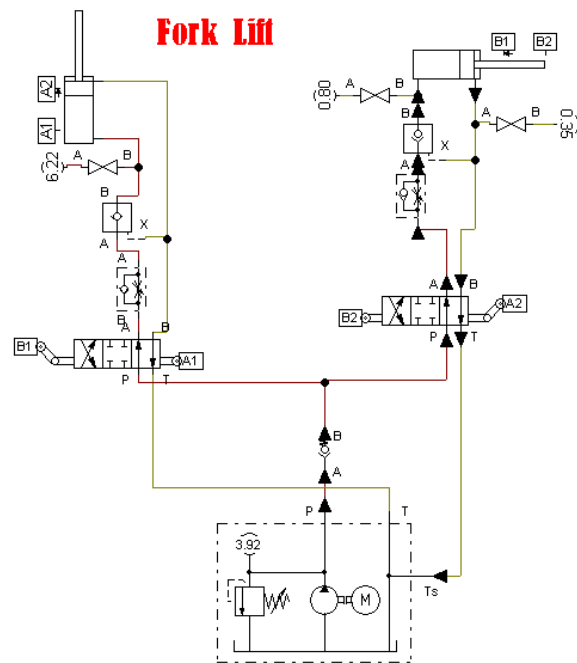 Fork Lift
B1 B2
A2
A1
0.80
A B
A B
0.35
A B
6.22
B
X
A
B
X
A
A
B
A
B
A B
B2
A2
P T
B1
A1
P T
B
A
P
T
3.92
M
Ts